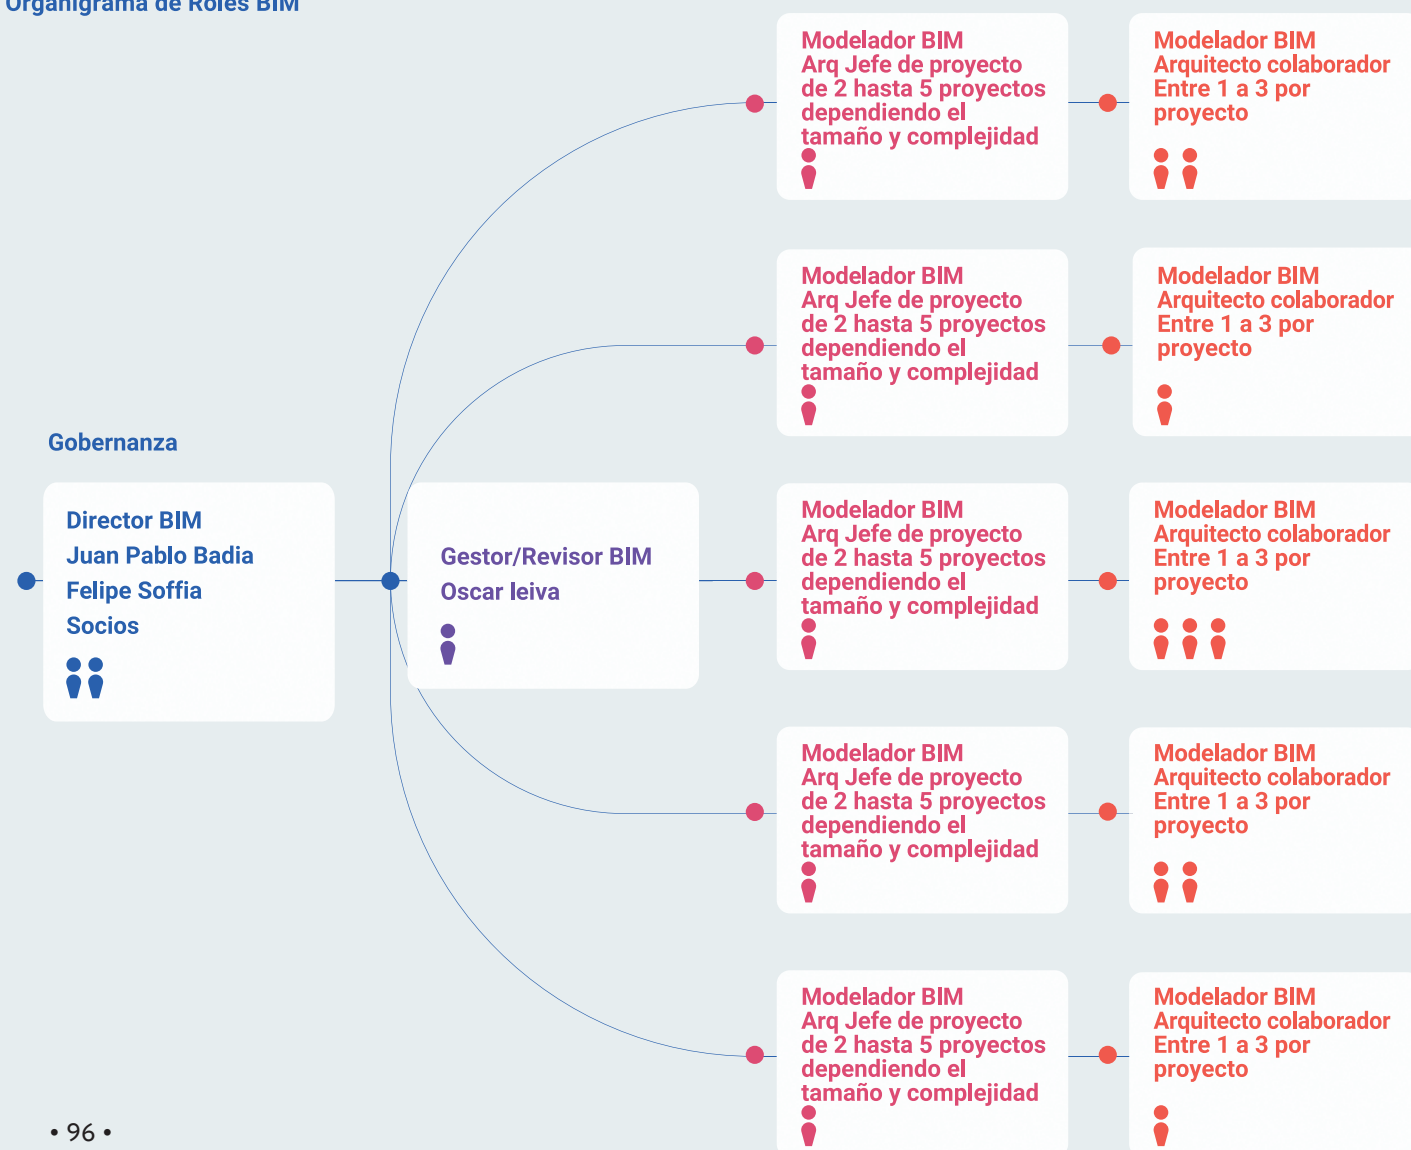 Organigrama de Roles BIM
Gobernanza
Director BIM
Juan Pablo Badia
Felipe Soffia
Socios
Gestor/Revisor BIM
Oscar leiva
Modelador BIM
Arq Jefe de proyecto
de 2 hasta 5 proyectos
dependiendo el
tamaño y complejidad
Modelador BIM
Arquitecto colaborador
Entre 1 a 3 por
proyecto
Modelador BIM
Arq Jefe de proyecto
de 2 hasta 5 proyectos
dependiendo el
tamaño y complejidad
Modelador BIM
Arquitecto colaborador
Entre 1 a 3 por
proyecto
Modelador BIM
Arq Jefe de proyecto
de 2 hasta 5 proyectos
dependiendo el
tamaño y complejidad
Modelador BIM
Arquitecto colaborador
Entre 1 a 3 por
proyecto
Modelador BIM
Arq Jefe de proyecto
de 2 hasta 5 proyectos
dependiendo el
tamaño y complejidad
Modelador BIM
Arquitecto colaborador
Entre 1 a 3 por
proyecto
Modelador BIM
Arq Jefe de proyecto
de 2 hasta 5 proyectos
dependiendo el
tamaño y complejidad
Modelador BIM
Arquitecto colaborador
Entre 1 a 3 por
proyecto
• 96 •